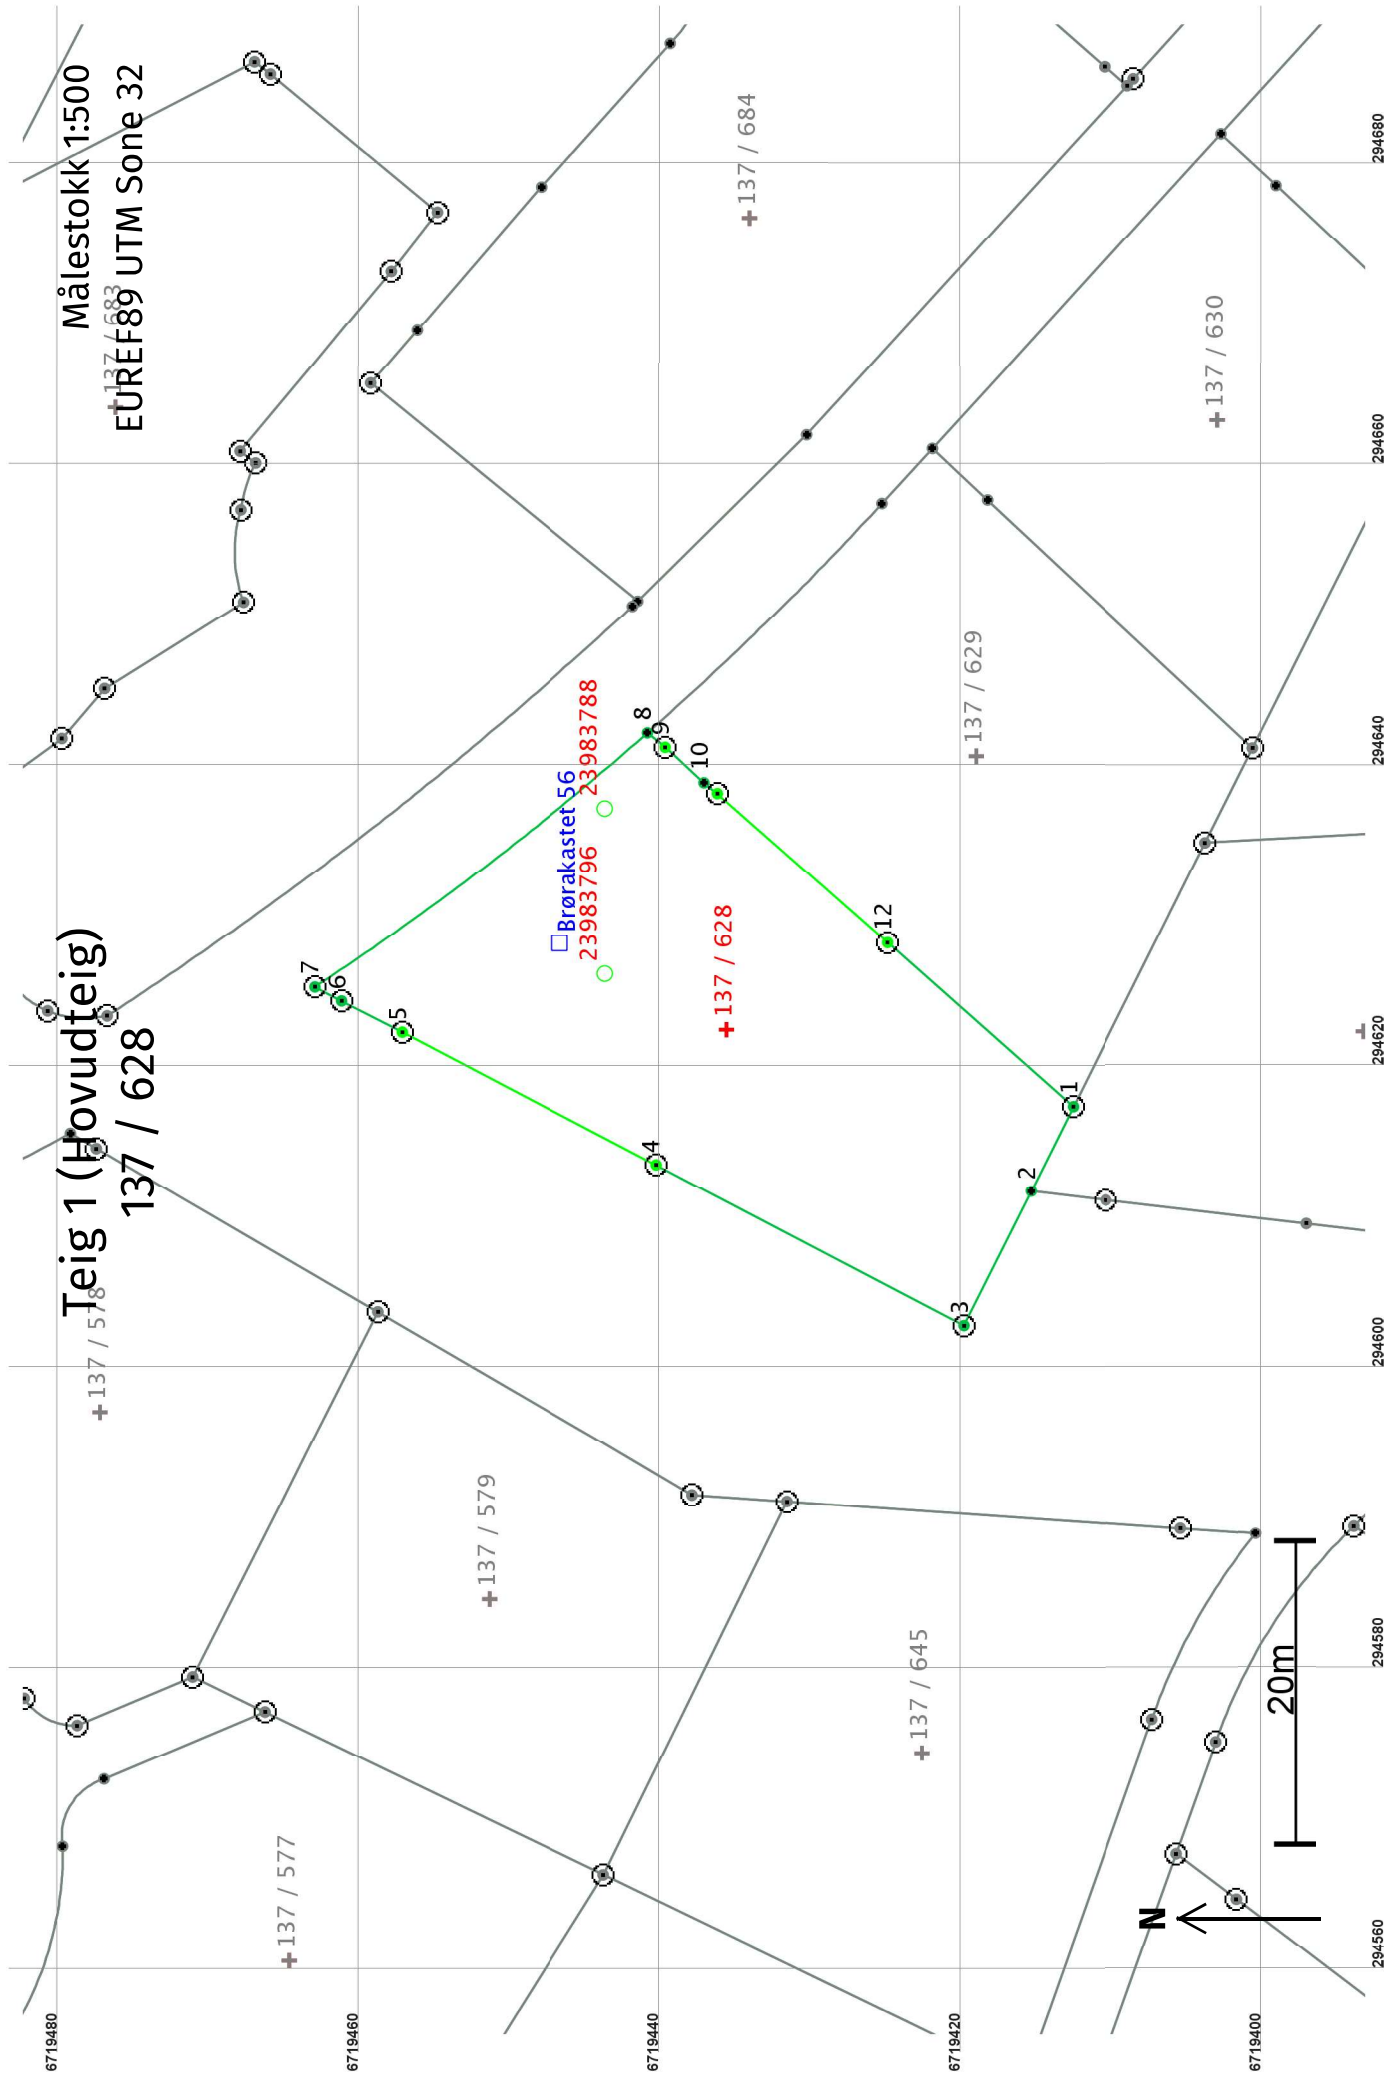 Teig 1 (Hovudteig)
137 / 628
Målestokk 1:500
EUREF89 UTM Sone 32
137 / 578
137 / 683
137 / 577
137 / 579
137 / 684
Brørakastet 56
23983796
23983788
137 / 628
137 / 645
137 / 629
137 / 630
7
6
5
4
3
2
1
12
10
9
8
N
20m
6719480
6719460
6719440
6719420
6719400
294560
294580
294600
294620
294640
294660
294680